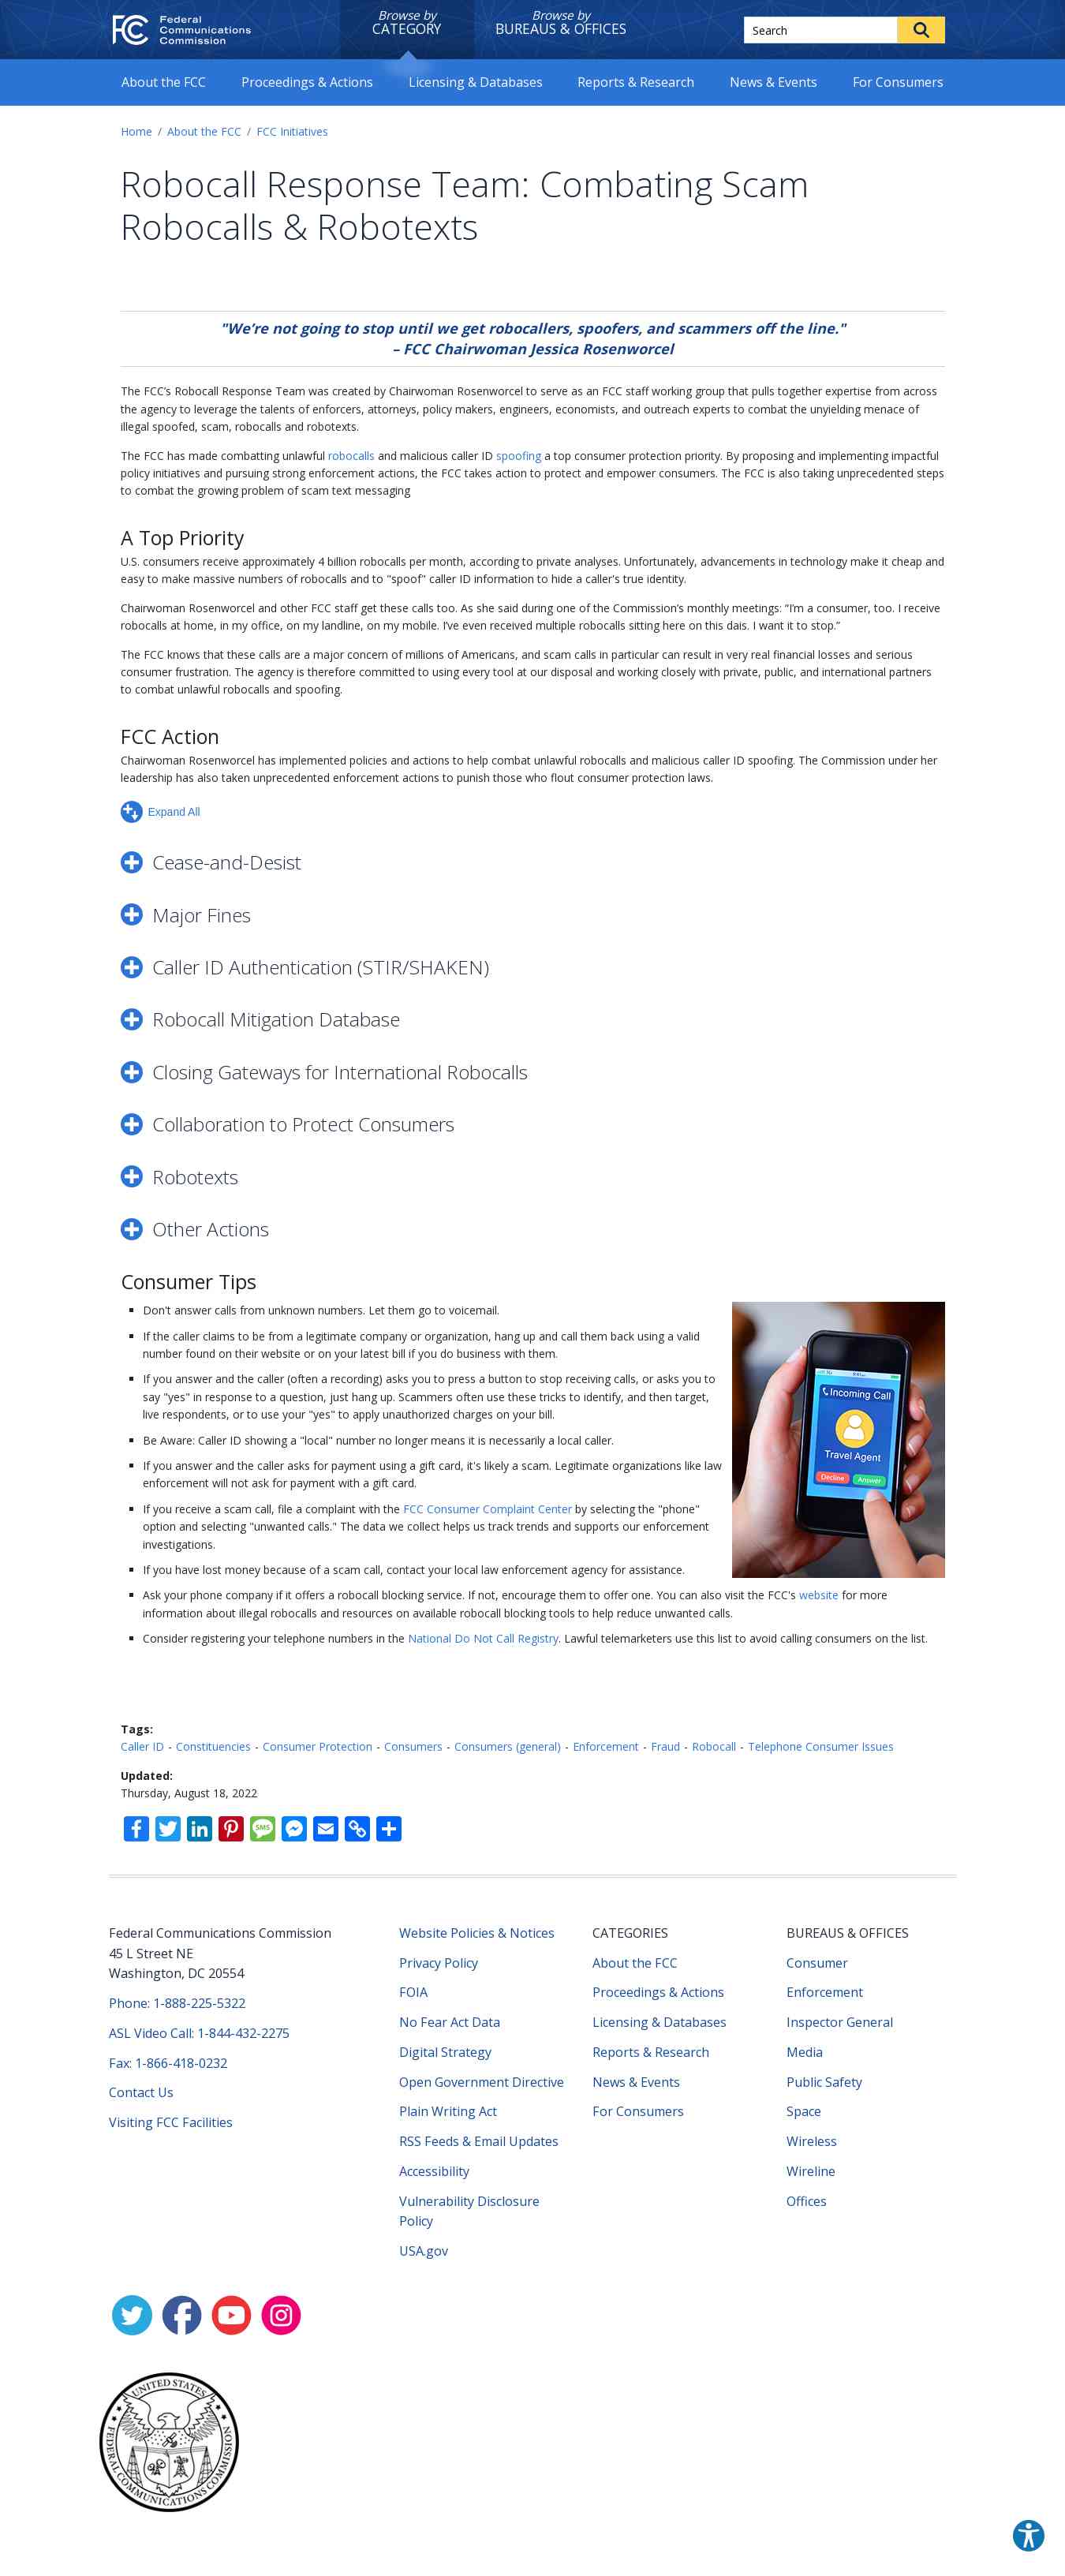 FCC Federal Communications Commission
Browse by
CATEGORY
Browse by
BUREAUS & OFFICES
Search
About the FCC
Proceedings & Actions
Licensing & Databases
Reports & Research
News & Events
For Consumers
Home / About the FCC / FCC Initiatives
Robocall Response Team: Combating Scam
Robocalls & Robotexts
"We’re not going to stop until we get robocallers, spoofers, and scammers off the line."
– FCC Chairwoman Jessica Rosenworcel
The FCC’s Robocall Response Team was created by Chairwoman Rosenworcel to serve as an FCC staff working group that pulls together expertise from across
the agency to leverage the talents of enforcers, attorneys, policy makers, engineers, economists, and outreach experts to combat the unyielding menace of
illegal spoofed, scam, robocalls and robotexts.
The FCC has made combatting unlawful robocalls and malicious caller ID spoofing a top consumer protection priority. By proposing and implementing impactful
policy initiatives and pursuing strong enforcement actions, the FCC takes action to protect and empower consumers. The FCC is also taking unprecedented steps
to combat the growing problem of scam text messaging
A Top Priority
U.S. consumers receive approximately 4 billion robocalls per month, according to private analyses. Unfortunately, advancements in technology make it cheap and
easy to make massive numbers of robocalls and to "spoof" caller ID information to hide a caller's true identity.
Chairwoman Rosenworcel and other FCC staff get these calls too. As she said during one of the Commission’s monthly meetings: “I’m a consumer, too. I receive
robocalls at home, in my office, on my landline, on my mobile. I’ve even received multiple robocalls sitting here on this dais. I want it to stop.”
The FCC knows that these calls are a major concern of millions of Americans, and scam calls in particular can result in very real financial losses and serious
consumer frustration. The agency is therefore committed to using every tool at our disposal and working closely with private, public, and international partners
to combat unlawful robocalls and spoofing.
FCC Action
Chairwoman Rosenworcel has implemented policies and actions to help combat unlawful robocalls and malicious caller ID spoofing. The Commission under her
leadership has also taken unprecedented enforcement actions to punish those who flout consumer protection laws.
Expand All
Cease-and-Desist
Major Fines
Caller ID Authentication (STIR/SHAKEN)
Robocall Mitigation Database
Closing Gateways for International Robocalls
Collaboration to Protect Consumers
Robotexts
Other Actions
Consumer Tips
Don't answer calls from unknown numbers. Let them go to voicemail.
If the caller claims to be from a legitimate company or organization, hang up and call them back using a valid
number found on their website or on your latest bill if you do business with them.
If you answer and the caller (often a recording) asks you to press a button to stop receiving calls, or asks you to
say "yes" in response to a question, just hang up. Scammers often use these tricks to identify, and then target,
live respondents, or to use your "yes" to apply unauthorized charges on your bill.
Be Aware: Caller ID showing a "local" number no longer means it is necessarily a local caller.
If you answer and the caller asks for payment using a gift card, it's likely a scam. Legitimate organizations like law
enforcement will not ask for payment with a gift card.
If you receive a scam call, file a complaint with the FCC Consumer Complaint Center by selecting the "phone"
option and selecting "unwanted calls." The data we collect helps us track trends and supports our enforcement
investigations.
If you have lost money because of a scam call, contact your local law enforcement agency for assistance.
Incoming Call
Travel Agent
Decline
Answer
Ask your phone company if it offers a robocall blocking service. If not, encourage them to offer one. You can also visit the FCC's website for more
information about illegal robocalls and resources on available robocall blocking tools to help reduce unwanted calls.
Consider registering your telephone numbers in the National Do Not Call Registry. Lawful telemarketers use this list to avoid calling consumers on the list.
Tags:
Caller ID - Constituencies - Consumer Protection - Consumers - Consumers (general) - Enforcement - Fraud - Robocall - Telephone Consumer Issues
Updated:
Thursday, August 18, 2022
SMS
Federal Communications Commission
45 L Street NE
Washington, DC 20554
Phone: 1-888-225-5322
ASL Video Call: 1-844-432-2275
Fax: 1-866-418-0232
Contact Us
Visiting FCC Facilities
Website Policies & Notices
Privacy Policy
FOIA
No Fear Act Data
Digital Strategy
Open Government Directive
Plain Writing Act
RSS Feeds & Email Updates
Accessibility
Vulnerability Disclosure
Policy
USA.gov
CATEGORIES
About the FCC
Proceedings & Actions
Licensing & Databases
Reports & Research
News & Events
For Consumers
BUREAUS & OFFICES
Consumer
Enforcement
Inspector General
Media
Public Safety
Space
Wireless
Wireline
Offices
UNITED STATES
FEDERAL COMMUNICATIONS COMMISSION